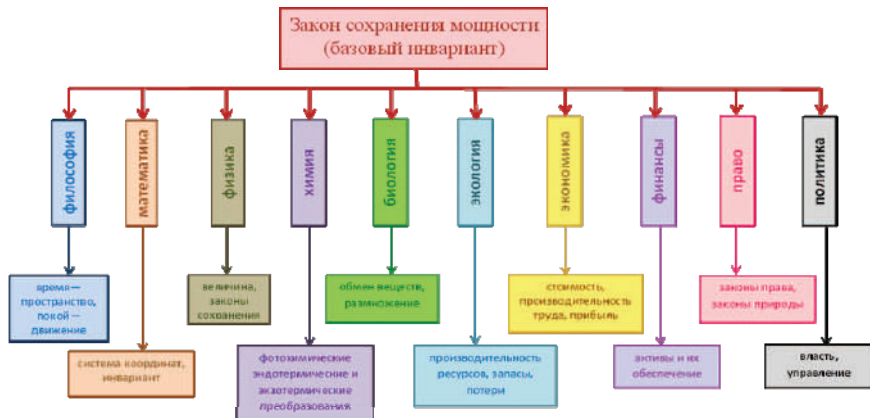 Закон сохранения мощности
(базовый инвариант)
философия
математика
физика
химия
биология
экология
экономика
финансы
право
политика
время—
пространство,
покой —
движение
система координат,
инвариант
величина,
законы
сохранения
фотохимические
эндотермические и
экзотермические
преобразования
обмен веществ,
размножение
производительность
ресурсов, запасы,
потери
стоимость,
производительность
труда, прибыль
активы и их
обеспечение
законы права,
законы природы
власть,
управление